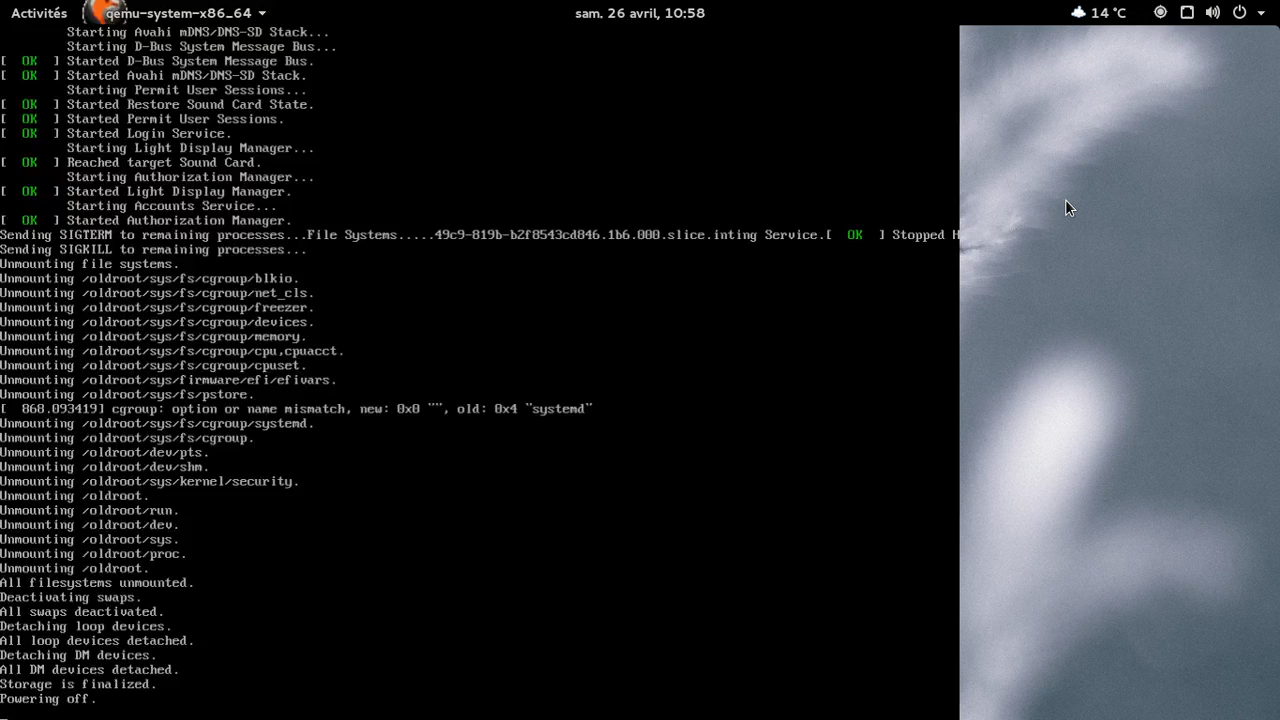 Activités qemu-system-x86_64 sam. 26 avril, 10:58 14 °C
Starting Avahi mDNS/DNS-SD Stack...
Starting D-Bus System Message Bus...
[  OK  ] Started D-Bus System Message Bus.
[  OK  ] Started Avahi mDNS/DNS-SD Stack.
Starting Permit User Sessions...
[  OK  ] Started Restore Sound Card State.
[  OK  ] Started Permit User Sessions.
[  OK  ] Started Login Service.
Starting Light Display Manager...
[  OK  ] Reached target Sound Card.
Starting Authorization Manager...
[  OK  ] Started Light Display Manager.
Starting Accounts Service...
[  OK  ] Started Authorization Manager.
Sending SIGTERM to remaining processes...File Systems.....49c9-819b-b2f8543cd846.1b6.000.slice.inting Service.[  OK  ] Stopped H
Sending SIGKILL to remaining processes...
Unmounting file systems.
Unmounting /oldroot/sys/fs/cgroup/blkio.
Unmounting /oldroot/sys/fs/cgroup/net_cls.
Unmounting /oldroot/sys/fs/cgroup/freezer.
Unmounting /oldroot/sys/fs/cgroup/devices.
Unmounting /oldroot/sys/fs/cgroup/memory.
Unmounting /oldroot/sys/fs/cgroup/cpu,cpuacct.
Unmounting /oldroot/sys/fs/cgroup/cpuset.
Unmounting /oldroot/sys/firmware/efi/efivars.
Unmounting /oldroot/sys/fs/pstore.
[  868.093419] cgroup: option or name mismatch, new: 0x0 "", old: 0x4 "systemd"
Unmounting /oldroot/sys/fs/cgroup/systemd.
Unmounting /oldroot/sys/fs/cgroup.
Unmounting /oldroot/dev/pts.
Unmounting /oldroot/dev/shm.
Unmounting /oldroot/sys/kernel/security.
Unmounting /oldroot.
Unmounting /oldroot/run.
Unmounting /oldroot/dev.
Unmounting /oldroot/sys.
Unmounting /oldroot/proc.
Unmounting /oldroot.
All filesystems unmounted.
Deactivating swaps.
All swaps deactivated.
Detaching loop devices.
All loop devices detached.
Detaching DM devices.
All DM devices detached.
Storage is finalized.
Powering off.